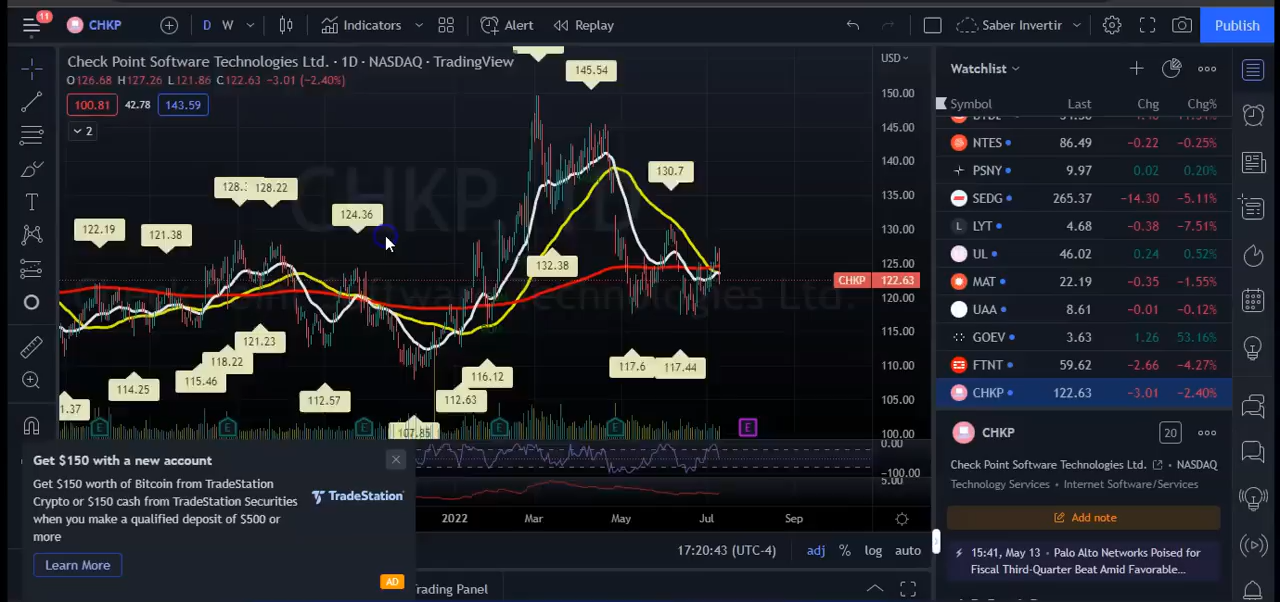 11
CHKP
D W
Indicators
Alert
Replay
Saber Invertir
Publish
Check Point Software Technologies Ltd. · 1D · NASDAQ · TradingView
O126.68 H127.26 L121.86 C122.63 −3.01 (−2.40%)
100.81 42.78 143.59
2
USD
150.00
145.00
140.00
135.00
130.00
125.00
120.00
115.00
110.00
105.00
100.00
0.00
−100.00
5.00
CHKP 122.63
145.54
130.7
128.22
124.36
122.19
121.38
132.38
121.23
118.22
115.46
114.25
112.57
107.85
112.63
116.12
117.6
117.44
1.37
E E E E E E
2022 Mar May Jul Sep
17:20:43 (UTC-4) adj % log auto
rading Panel
Get $150 with a new account
Get $150 worth of Bitcoin from TradeStation
Crypto or $150 cash from TradeStation Securities
when you make a qualified deposit of $500 or
more
TradeStation
Learn More
AD
Watchlist
Symbol Last Chg Chg%
NTES 86.49 −0.22 −0.25%
PSNY 9.97 0.02 0.20%
SEDG 265.37 −14.30 −5.11%
L LYT 4.68 −0.38 −7.51%
UL 46.02 0.24 0.52%
MAT 22.19 −0.35 −1.55%
UAA 8.61 −0.01 −0.12%
GOEV 3.63 1.26 53.16%
FTNT 59.62 −2.66 −4.27%
CHKP 122.63 −3.01 −2.40%
CHKP 20
Check Point Software Technologies Ltd. • NASDAQ
Technology Services • Internet Software/Services
Add note
15:41, May 13 • Palo Alto Networks Poised for
Fiscal Third-Quarter Beat Amid Favorable...